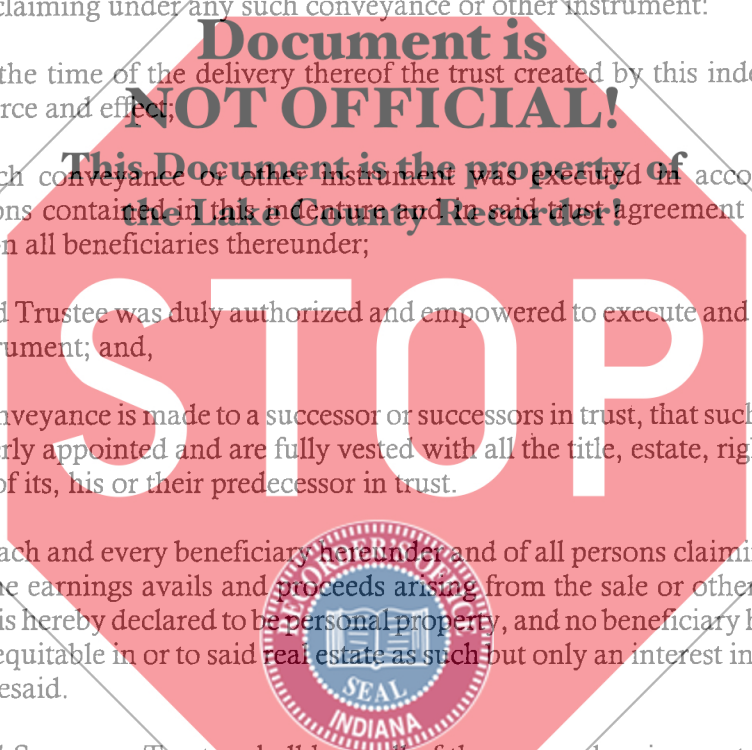 claiming under any such conveyance or other instrument:
Document is
the time of the delivery thereof the trust created by this inde
rce and effect;
NOT OFFICIAL!
This Document is the property of
ch conveyance or other instrument was executed in acco
ons contained in this indenture and in said trust agreement
the Lake County Recorder!
n all beneficiaries thereunder;
d Trustee was duly authorized and empowered to execute and
rument; and,
STOP
nveyance is made to a successor or successors in trust, that such
rly appointed and are fully vested with all the title, estate, rig
of its, his or their predecessor in trust.
ach and every beneficiary hereunder and of all persons claimi
e earnings avails and proceeds arising from the sale or other
is hereby declared to be personal property, and no beneficiary h
equitable in or to said real estate as such but only an interest in
esaid.
RECORDER'S OFFIC
SEAL
INDIANA